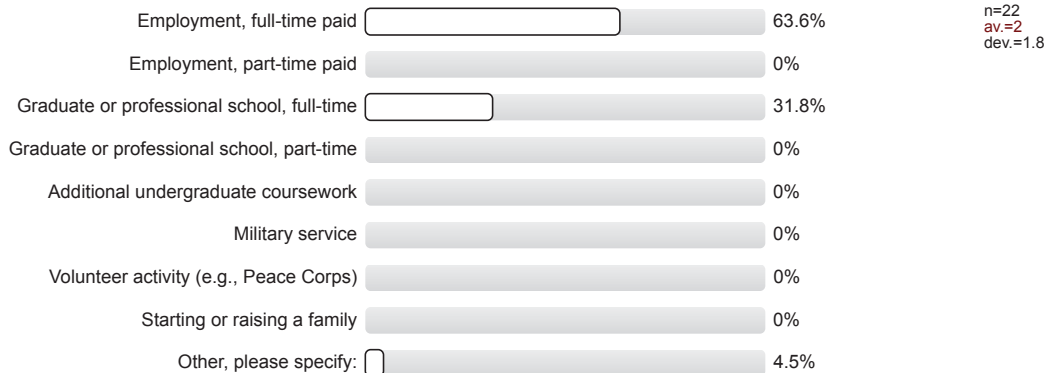 Employment, full-time paid 63.6%
n=22
av.=2
dev.=1.8
Employment, part-time paid 0%
Graduate or professional school, full-time 31.8%
Graduate or professional school, part-time 0%
Additional undergraduate coursework 0%
Military service 0%
Volunteer activity (e.g., Peace Corps) 0%
Starting or raising a family 0%
Other, please specify: 4.5%